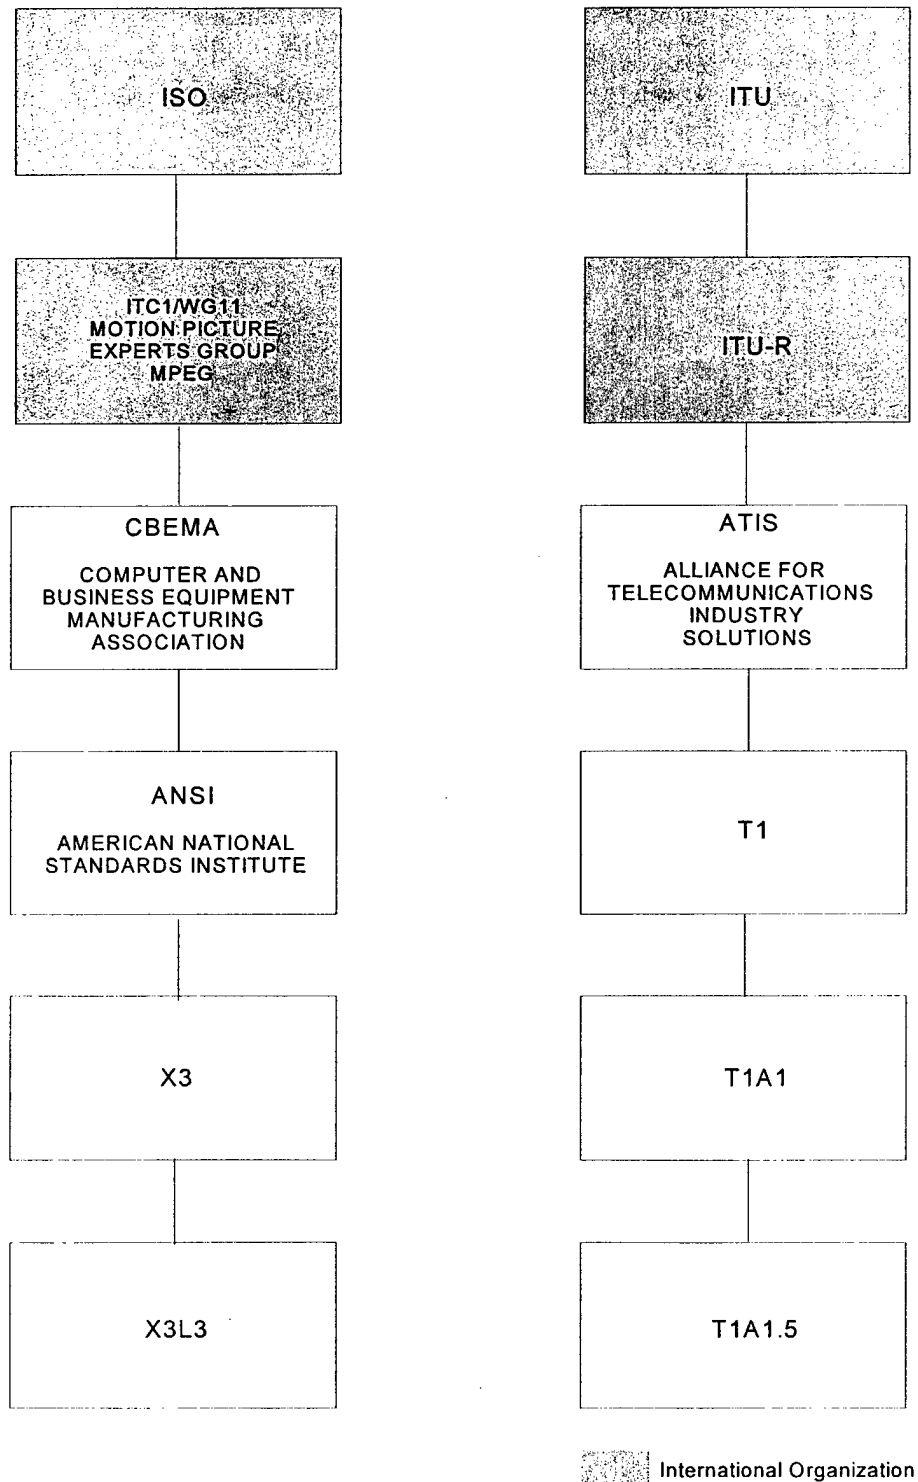 ISO
ITC1/WG11
MOTION PICTURE
EXPERTS GROUP
MPEG
CBEMA
COMPUTER AND
BUSINESS EQUIPMENT
MANUFACTURING
ASSOCIATION
ANSI
AMERICAN NATIONAL
STANDARDS INSTITUTE
X3
X3L3
ITU
ITU-R
ATIS
ALLIANCE FOR
TELECOMMUNICATIONS
INDUSTRY
SOLUTIONS
T1
T1A1
T1A1.5
International Organization